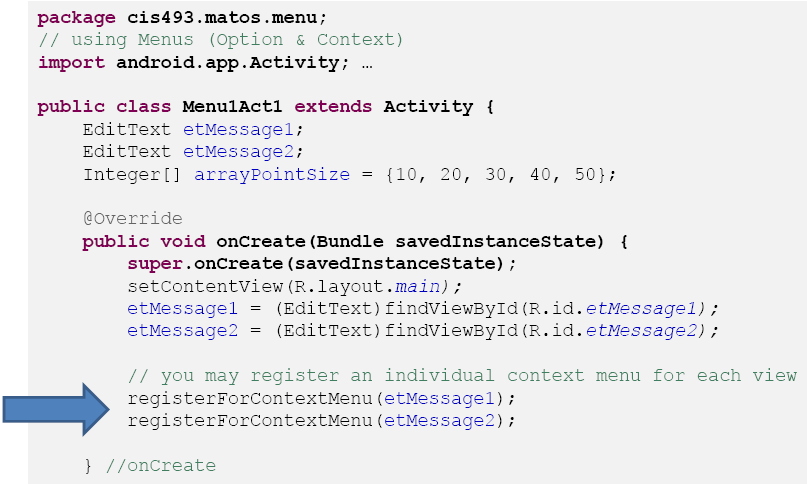 package cis493.matos.menu;
// using Menus (Option & Context)
import android.app.Activity; …
public class Menu1Act1 extends Activity {
EditText etMessage1;
EditText etMessage2;
Integer[] arrayPointSize = {10, 20, 30, 40, 50};
@Override
public void onCreate(Bundle savedInstanceState) {
super.onCreate(savedInstanceState);
setContentView(R.layout.main);
etMessage1 = (EditText)findViewById(R.id.etMessage1);
etMessage2 = (EditText)findViewById(R.id.etMessage2);
// you may register an individual context menu for each view
registerForContextMenu(etMessage1);
registerForContextMenu(etMessage2);
} //onCreate